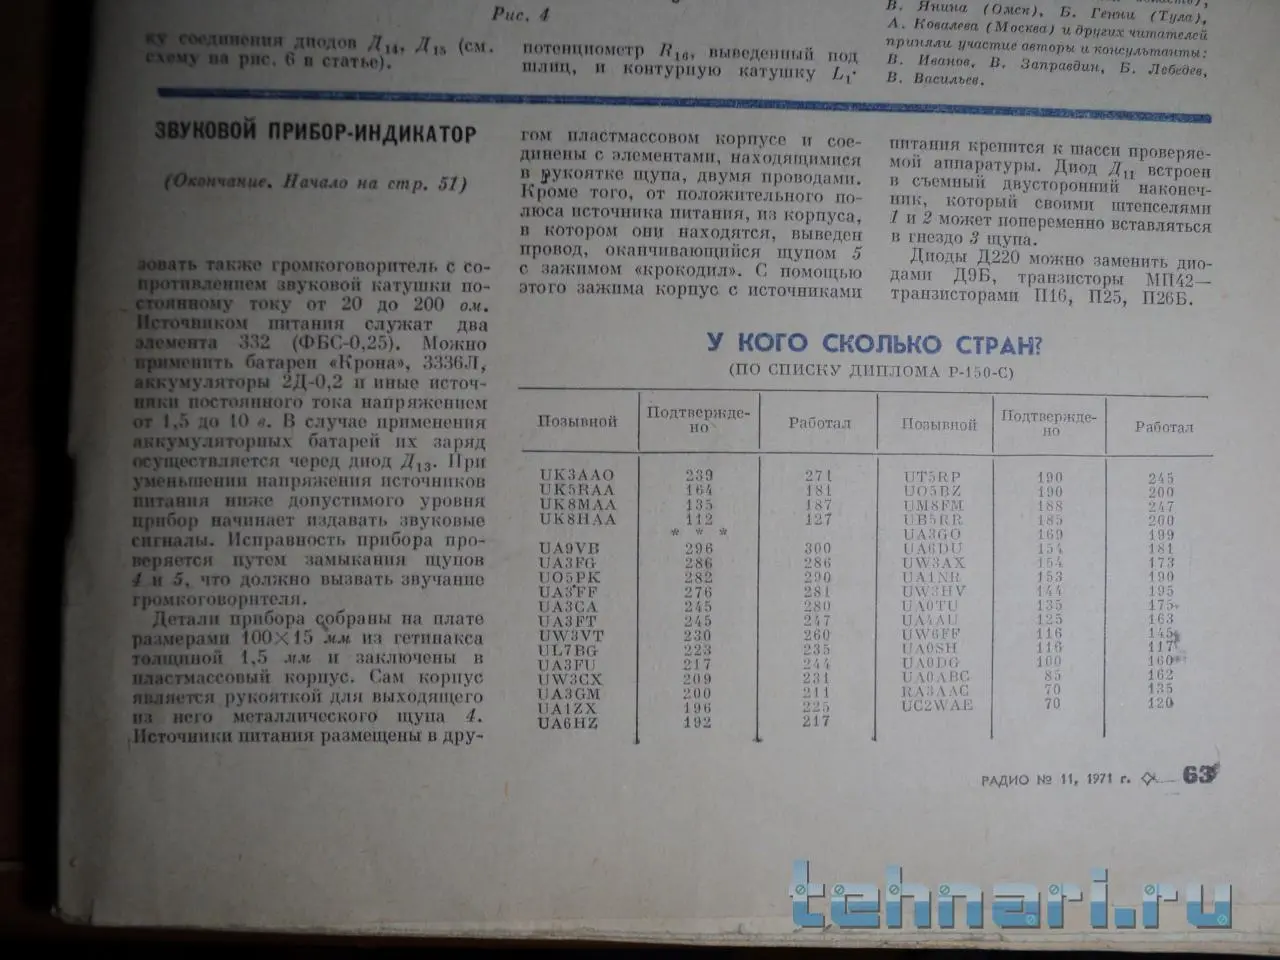 Рис. 4
ку соединения диодов Д14, Д15 (см.
схему на рис. 6 в статье).
потенциометр R16, выведенный под
шлиц, и контурную катушку L1.
В. Янина (Омск), Б. Генни (Тула),
А. Ковалева (Москва) и других читателей
приняли участие авторы и консультанты:
В. Иванов, В. Заправдин, Б. Лебедев,
В. Васильев.
ЗВУКОВОЙ ПРИБОР-ИНДИКАТОР
(Окончание. Начало на стр. 51)
зовать также громкоговоритель с со-
противлением звуковой катушки по-
стоянному току от 20 до 200 ом.
Источником питания служат два
элемента 332 (ФБС-0,25). Можно
применить батареи «Крона», 3336Л,
аккумуляторы 2Д-0,2 и иные источ-
ники постоянного тока напряжением
от 1,5 до 10 в. В случае применения
аккумуляторных батарей их заряд
осуществляется черед диод Д13. При
уменьшении напряжения источников
питания ниже допустимого уровня
прибор начинает издавать звуковые
сигналы. Исправность прибора про-
веряется путем замыкания щупов
4 и 5, что должно вызвать звучание
громкоговорителя.
Детали прибора собраны на плате
размерами 100×15 мм из гетинакса
толщиной 1,5 мм и заключены в
пластмассовый корпус. Сам корпус
является рукояткой для выходящего
из него металлического щупа 4.
Источники питания размещены в дру-
гом пластмассовом корпусе и сое-
динены с элементами, находящимися
в рукоятке щупа, двумя проводами.
Кроме того, от положительного по-
люса источника питания, из корпуса,
в котором они находятся, выведен
провод, оканчивающийся щупом 5
с зажимом «крокодил». С помощью
этого зажима корпус с источниками
питания крепится к шасси проверяе-
мой аппаратуры. Диод Д11 встроен
в съемный двусторонний наконеч-
ник, который своими штепселями
1 и 2 может попеременно вставляться
в гнездо 3 щупа.
Диоды Д220 можно заменить дио-
дами Д9Б, транзисторы МП42—
транзисторами П16, П25, П26Б.
У КОГО СКОЛЬКО СТРАН?
(ПО СПИСКУ ДИПЛОМА Р-150-С)
Позывной Подтвержде-но Работал Позывной Подтвержде-но Работал
UK3AAO 239 271
UK5RAA 164 181
UK8MAA 135 187
UK8HAA 112 127
* * *
UA9VB 296 300
UA3FG 286 286
UO5PK 282 290
UA3FF 276 281
UA3CA 245 280
UA3FT 245 247
UW3VT 230 260
UL7BG 223 235
UA3FU 217 244
UW3CX 209 231
UA3GM 200 211
UA1ZX 196 225
UA6HZ 192 217
UT5RP 190 245
UO5BZ 190 200
UM8FM 188 247
UB5RR 185 200
UA3GO 169 199
UA6DU 154 181
UW3AX 154 173
UA1NR 153 190
UW3HV 144 195
UA0TU 135 175
UA4AU 125 163
UW6FF 116 145
UA0SH 116 117
UA0DG 100 160
UA0ABC 85 162
RA3AAG 70 135
UC2WAE 70 120
РАДИО № 11, 1971 г. 63
tehnari.ru